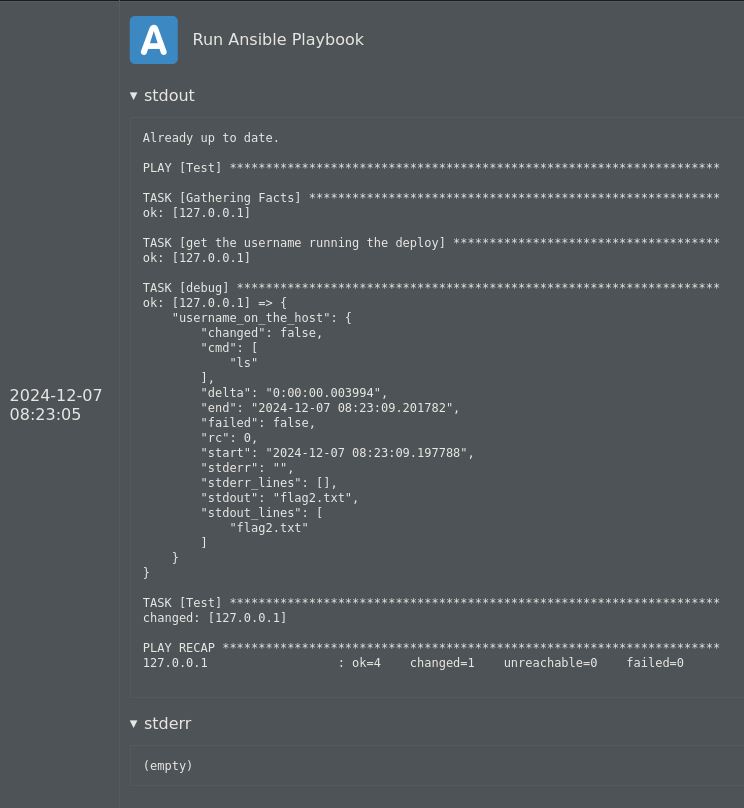 A Run Ansible Playbook
▾ stdout
Already up to date.
PLAY [Test] ********************************************************************
TASK [Gathering Facts] *********************************************************
ok: [127.0.0.1]
TASK [get the username running the deploy] *************************************
ok: [127.0.0.1]
TASK [debug] *******************************************************************
ok: [127.0.0.1] => {
    "username_on_the_host": {
        "changed": false,
        "cmd": [
            "ls"
        ],
        "delta": "0:00:00.003994",
        "end": "2024-12-07 08:23:09.201782",
        "failed": false,
        "rc": 0,
2024-12-07
08:23:05
        "start": "2024-12-07 08:23:09.197788",
        "stderr": "",
        "stderr_lines": [],
        "stdout": "flag2.txt",
        "stdout_lines": [
            "flag2.txt"
        ]
    }
}
TASK [Test] ********************************************************************
changed: [127.0.0.1]
PLAY RECAP *********************************************************************
127.0.0.1                  : ok=4    changed=1    unreachable=0    failed=0
▾ stderr
(empty)